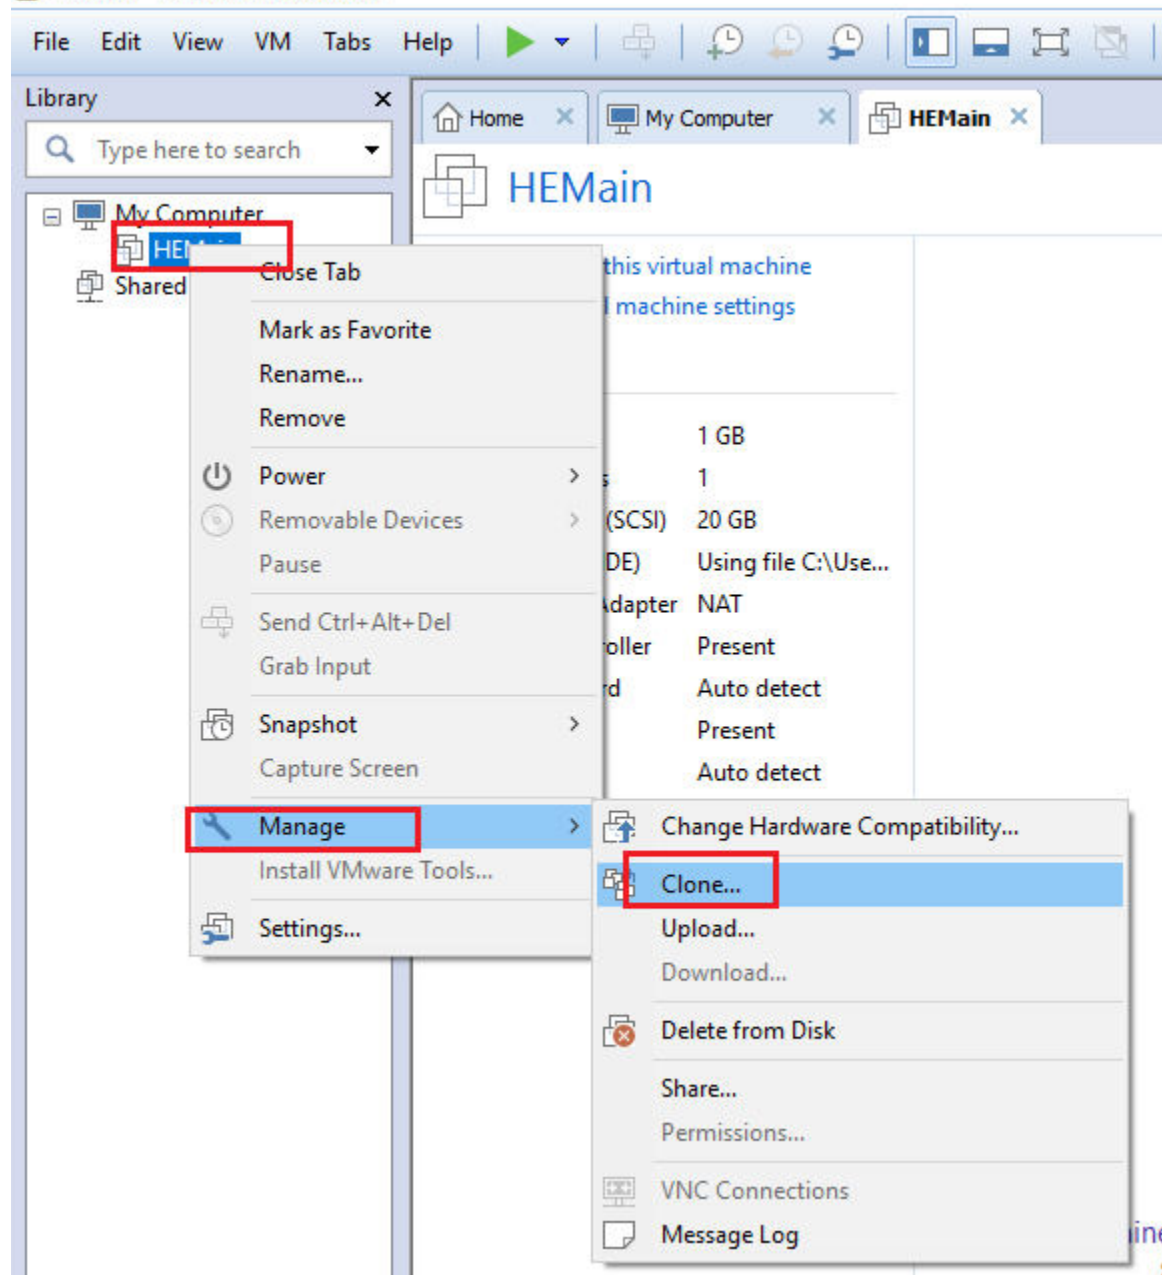 File Edit View VM Tabs Help
Library
Type here to search
My Computer
Shared
Home
My Computer
HEMain
HEMain
this virtual machine
machine settings
1 GB
1
(SCSI) 20 GB
DE) Using file C:\Use...
Adapter NAT
oller Present
rd Auto detect
Present
Auto detect
Close Tab
Mark as Favorite
Rename...
Remove
Power
Removable Devices
Pause
Send Ctrl+Alt+Del
Grab Input
Snapshot
Capture Screen
Manage
Install VMware Tools...
Settings...
Change Hardware Compatibility...
Clone...
Upload...
Download...
Delete from Disk
Share...
Permissions...
VNC Connections
Message Log